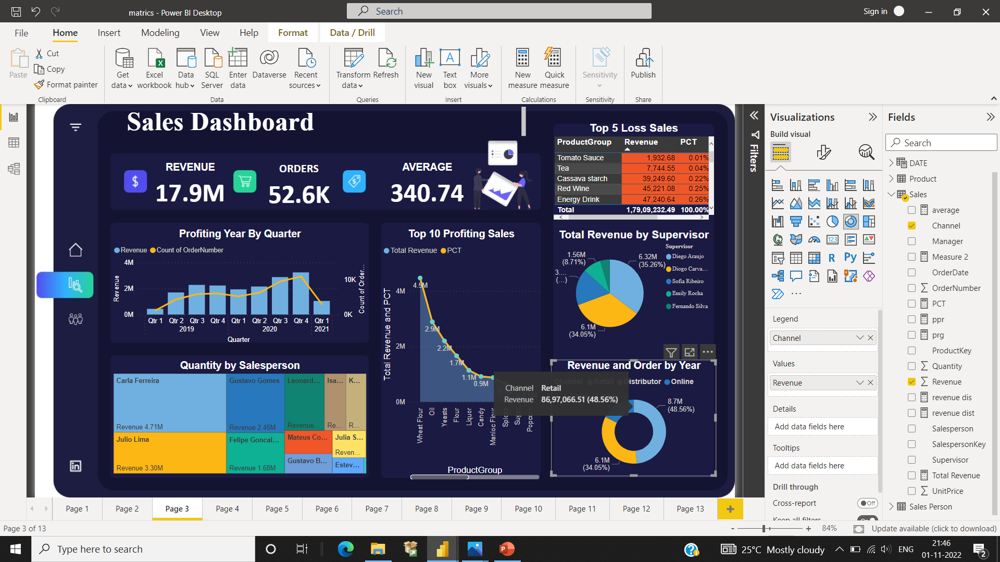 matrics - Power BI Desktop
Search
Sign in
File Home Insert Modeling View Help Format Data / Drill
Paste
Cut
Copy
Format painter
Clipboard
Get data
Excel workbook
Data hub
SQL Server
Enter data
Dataverse
Recent sources
Data
Transform data
Refresh
Queries
New visual
Text box
More visuals
Insert
New measure
Quick measure
Calculations
Sensitivity
Sensitivity
Publish
Share
Sales Dashboard
REVENUE
17.9M
ORDERS
52.6K
AVERAGE
340.74
Top 5 Loss Sales
ProductGroup Revenue PCT
Tomato Sauce 1,932.68 0.01%
Tea 7,744.55 0.04%
Cassava starch 39,249.60 0.22%
Red Wine 45,221.08 0.25%
Energy Drink 47,240.64 0.26%
Total 1,79,09,232.49 100.00%
Profiting Year By Quarter
Revenue Count of OrderNumber
4M
2M
0M
Revenue
10K
0K
Count of Order...
Qtr 1 Qtr 2 Qtr 3 Qtr 4 Qtr 1 Qtr 2 Qtr 3 Qtr 4 Qtr 1
2019 2020 2021
Quarter
Top 10 Profiting Sales
Total Revenue PCT
Total Revenue and PCT
4M
2M
0M
4.5M
2.9M
2.2M
1.7M
1.1M
0.9M
Wheat Flour
Oil
Yeasts
Flour
Liquor
Candy
Manioc Flour
Spices
Sugar
Popcorn
ProductGroup
Total Revenue by Supervisor
Supervisor
Diego Araujo
Diogo Carva...
Sofia Ribeiro
Emily Rocha
Fernando Silva
1.56M
(8.71%)
3....
(...)
6.32M
(35.26%)
6.1M
(34.05%)
Quantity by Salesperson
Carla Ferreira
Revenue 4.71M
Julio Lima
Revenue 3.30M
Gustavo Gomes
Revenue 2.45M
Felipe Goncal...
Revenue 1.68M
Leonard...
Revenue...
Isa...
Re...
K...
R...
Mateus Co...
Gustavo B...
Julia S...
Reven...
Estev...
Revenue and Order by Year
Channel Retail Distributor Online
Channel Retail
Revenue 86,97,066.51 (48.56%)
8.7M
(48.56%)
6.1M
(34.05%)
Filters
Visualizations
Build visual
123
R
Py
Legend
Channel
Values
Revenue
Details
Add data fields here
Tooltips
Add data fields here
Drill through
Cross-report
Off
Keep all filters
On
Fields
Search
DATE
Product
Sales
average
Channel
Manager
Measure 2
OrderDate
OrderNumber
PCT
ppr
prg
ProductKey
Quantity
Revenue
revenue dis
revenue dist
Salesperson
SalespersonKey
Supervisor
Total Revenue
UnitPrice
Sales Person
Page 1 Page 2 Page 3 Page 4 Page 5 Page 6 Page 7 Page 8 Page 9 Page 10 Page 11 Page 12 Page 13
Page 3 of 13
84%
Update available (click to download)
Type here to search
25°C Mostly cloudy
ENG
21:46
01-11-2022
2